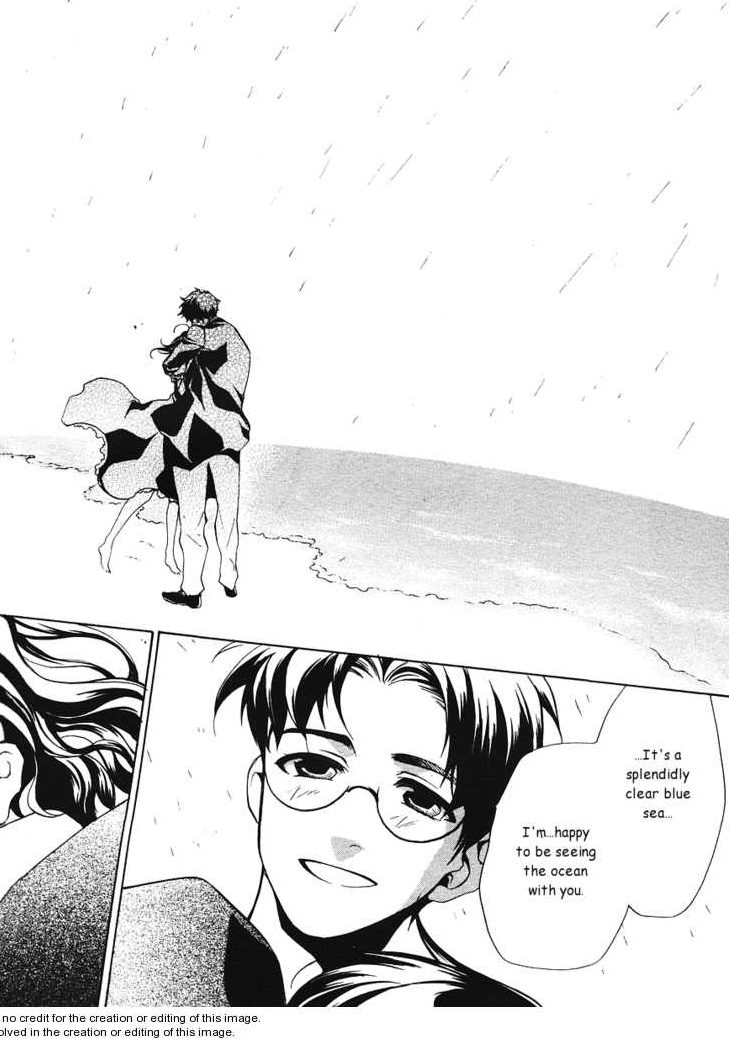 ...It's a
splendidly
clear blue
sea...
I'm...happy
to be seeing
the ocean
with you.
no credit for the creation or editing of this image.
olved in the creation or editing of this image.